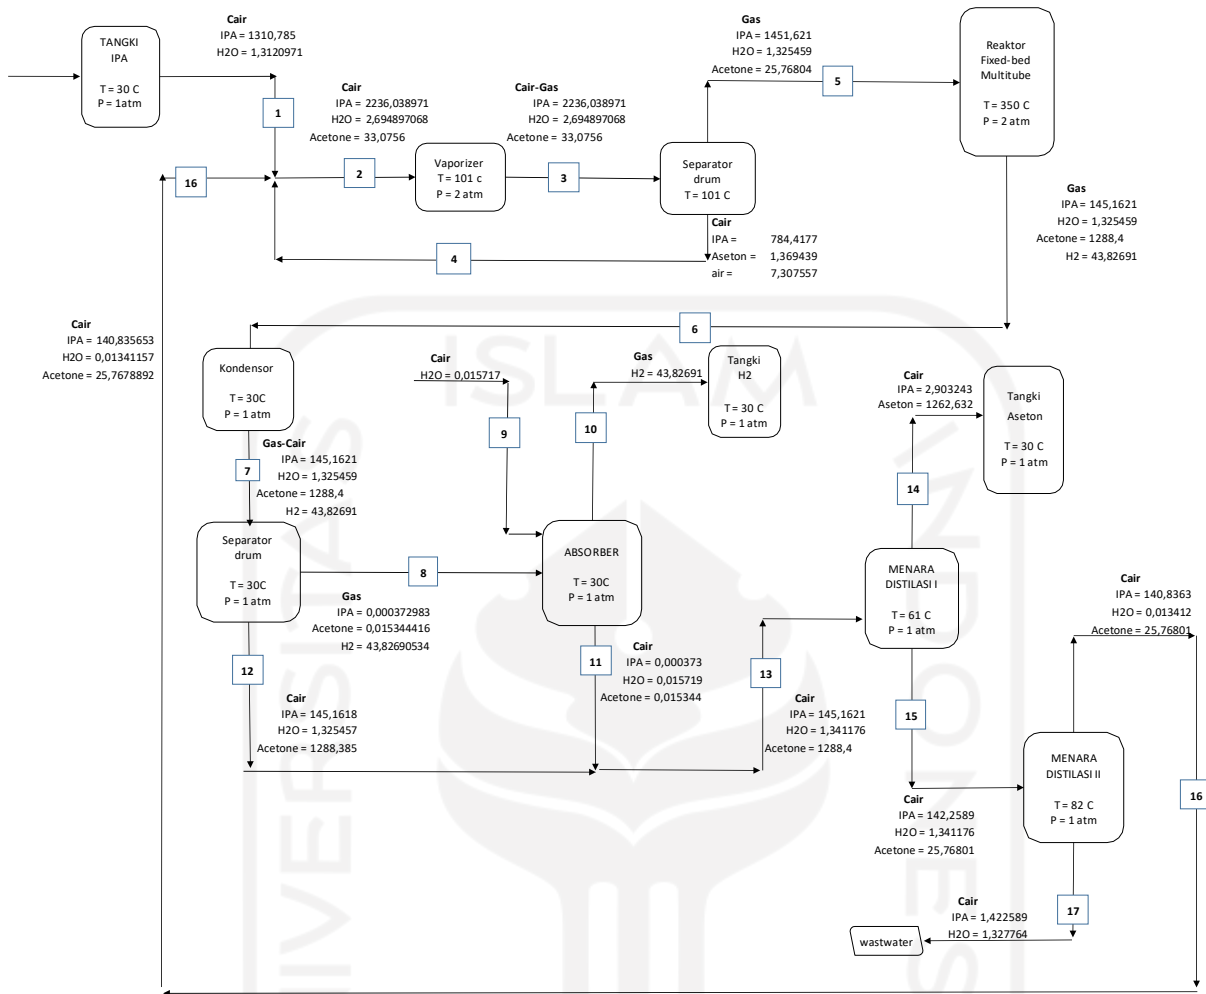 TANGKI
IPA
T = 30 C
P = 1atm
Cair
IPA = 1310,785
H2O = 1,3120971
1
Cair
IPA = 2236,038971
H2O = 2,694897068
Acetone = 33,0756
2
16
Vaporizer
T = 101 c
P = 2 atm
Cair-Gas
IPA = 2236,038971
H2O = 2,694897068
Acetone = 33,0756
3
Separator
drum
T = 101 C
Gas
IPA = 1451,621
H2O = 1,325459
Acetone = 25,76804
5
Reaktor
Fixed-bed
Multitube
T = 350 C
P = 2 atm
Cair
IPA = 784,4177
Aseton = 1,369439
air = 7,307557
4
Gas
IPA = 145,1621
H2O = 1,325459
Acetone = 1288,4
H2 = 43,82691
6
Cair
IPA = 140,835653
H2O = 0,01341157
Acetone = 25,7678892
Kondensor
T = 30C
P = 1 atm
Cair
H2O = 0,015717
9
Gas
H2 = 43,82691
10
Tangki
H2
T = 30 C
P = 1 atm
Cair
IPA = 2,903243
Aseton = 1262,632
14
Tangki
Aseton
T = 30 C
P = 1 atm
Gas-Cair
IPA = 145,1621
H2O = 1,325459
Acetone = 1288,4
H2 = 43,82691
7
Separator
drum
T = 30C
P = 1 atm
8
Gas
IPA = 0,000372983
Acetone = 0,015344416
H2 = 43,82690534
ABSORBER
T = 30C
P = 1 atm
11
Cair
IPA = 0,000373
H2O = 0,015719
Acetone = 0,015344
12
Cair
IPA = 145,1618
H2O = 1,325457
Acetone = 1288,385
13
Cair
IPA = 145,1621
H2O = 1,341176
Acetone = 1288,4
MENARA
DISTILASI I
T = 61 C
P = 1 atm
15
Cair
IPA = 142,2589
H2O = 1,341176
Acetone = 25,76801
Cair
IPA = 140,8363
H2O = 0,013412
Acetone = 25,76801
MENARA
DISTILASI II
T = 82 C
P = 1 atm
16
17
Cair
IPA = 1,422589
H2O = 1,327764
wastwater
ISLAM
IVERSITAS
INDONES